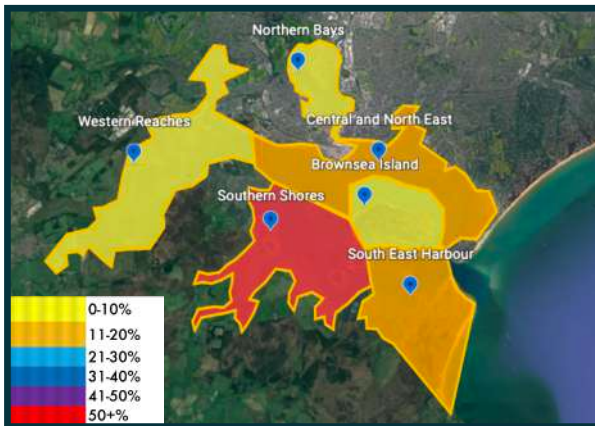 Northern Bays
Western Reaches
Central and North East
Brownsea Island
Southern Shores
South East Harbour
0-10%
11-20%
21-30%
31-40%
41-50%
50+%